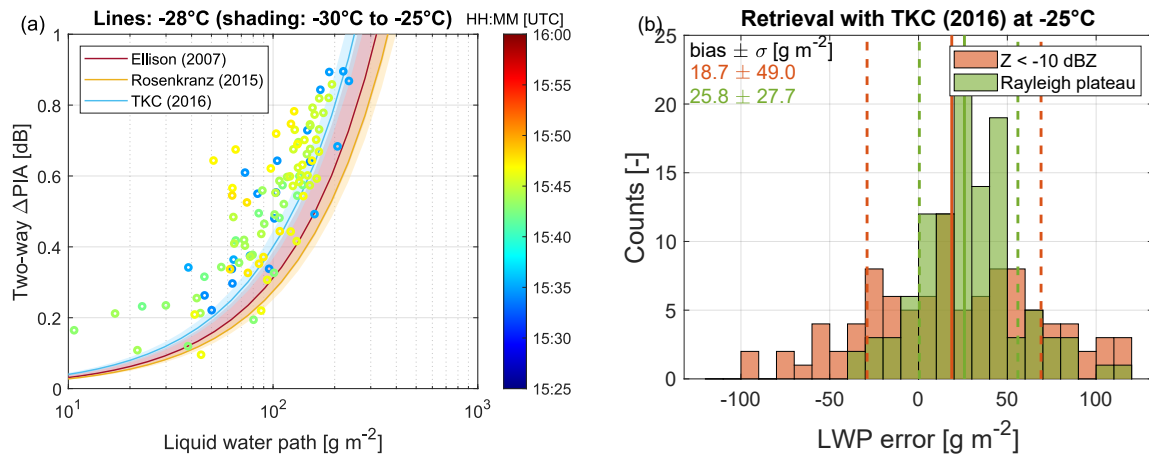 (a)
Lines: -28°C (shading: -30°C to -25°C)
HH:MM [UTC]
Ellison (2007)
Rosenkranz (2015)
TKC (2016)
1
0.8
0.6
0.4
0.2
0
Two-way ΔPIA [dB]
10^1
10^2
10^3
Liquid water path [g m^-2]
16:00
15:55
15:50
15:45
15:40
15:35
15:30
15:25
(b)
Retrieval with TKC (2016) at -25°C
bias ± σ [g m^-2]
18.7 ± 49.0
25.8 ± 27.7
Z < -10 dBZ
Rayleigh plateau
25
20
15
10
5
0
Counts [-]
-100
-50
0
50
100
LWP error [g m^-2]